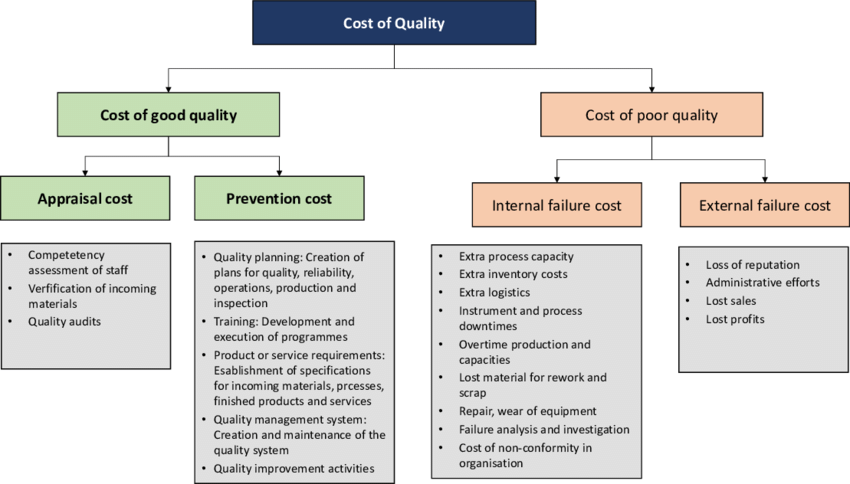 Cost of Quality
Cost of good quality
Cost of poor quality
Appraisal cost
Prevention cost
Internal failure cost
External failure cost
• Competetency
assessment of staff
• Verfification of incoming
materials
• Quality audits
• Quality planning: Creation of
plans for quality, reliability,
operations, production and
inspection
• Training: Development and
execution of programmes
• Product or service requirements:
Esablishment of specifications
for incoming materials, prcesses,
finished products and services
• Quality management system:
Creation and maintenance of the
quality system
• Quality improvement activities
• Extra process capacity
• Extra inventory costs
• Extra logistics
• Instrument and process
downtimes
• Overtime production and
capacities
• Lost material for rework and
scrap
• Repair, wear of equipment
• Failure analysis and investigation
• Cost of non-conformity in
organisation
• Loss of reputation
• Administrative efforts
• Lost sales
• Lost profits